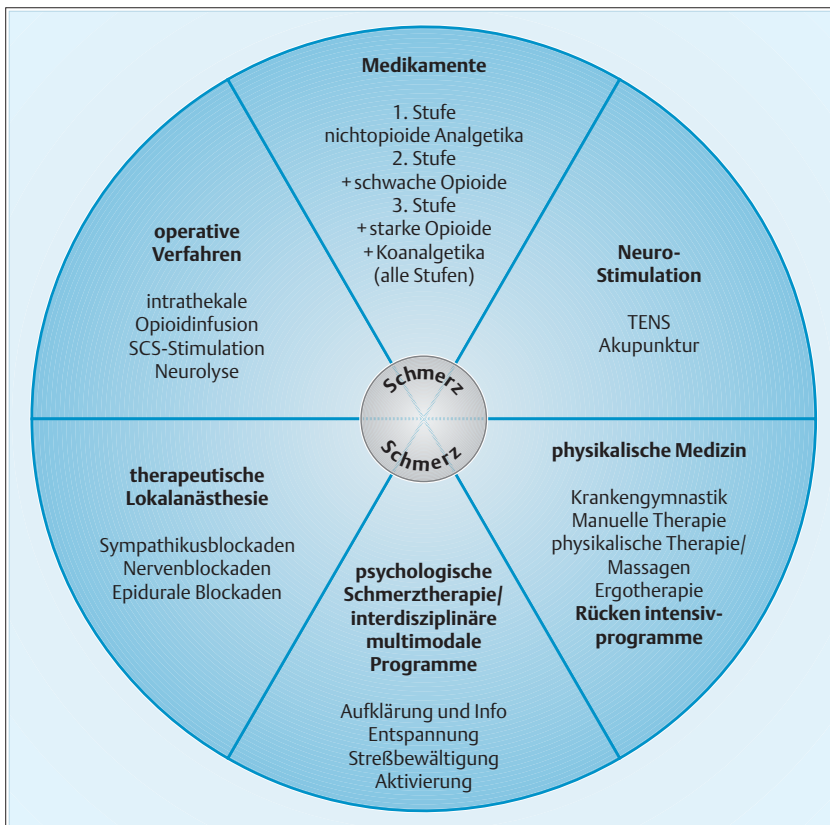 Medikamente
1. Stufe
nichtopioide Analgetika
2. Stufe
+schwache Opioide
3. Stufe
+starke Opioide
+Koanalgetika
(alle Stufen)
Neuro-
Stimulation
TENS
Akupunktur
physikalische Medizin
Krankengymnastik
Manuelle Therapie
physikalische Therapie/
Massagen
Ergotherapie
Rücken intensiv-
programme
psychologische
Schmerztherapie/
interdisziplinäre
multimodale
Programme
Aufklärung und Info
Entspannung
Streßbewältigung
Aktivierung
therapeutische
Lokalanästhesie
Sympathikusblockaden
Nervenblockaden
Epidurale Blockaden
operative
Verfahren
intrathekale
Opioidinfusion
SCS-Stimulation
Neurolyse
Schmerz
Schmerz